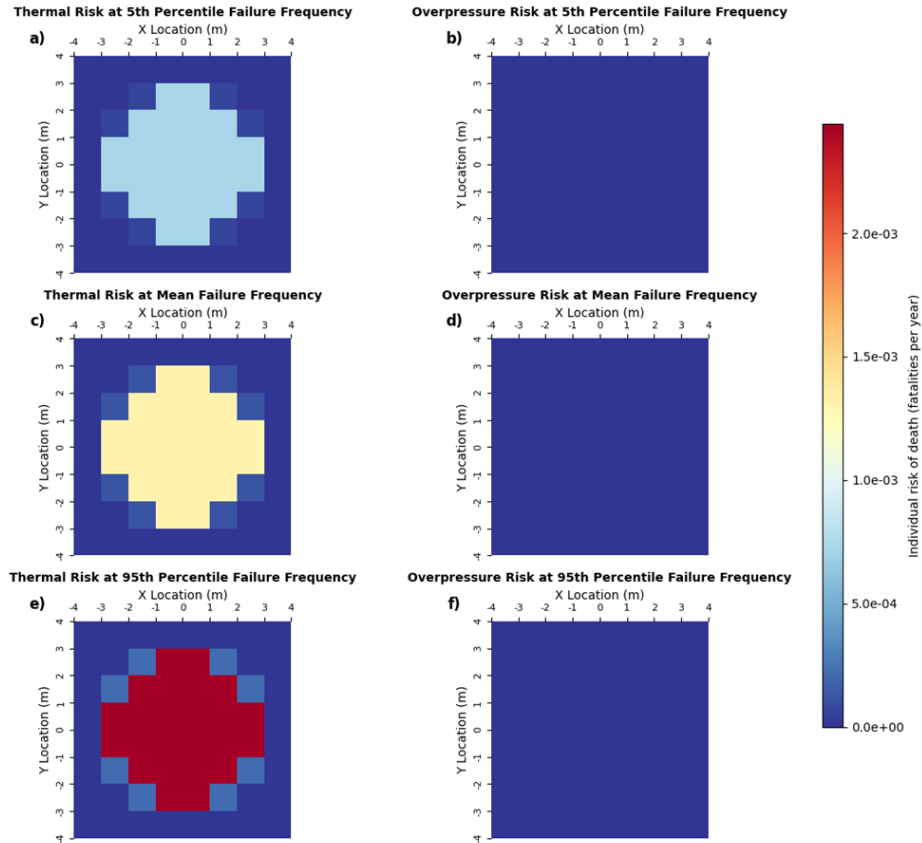 Thermal Risk at 5th Percentile Failure Frequency
a)
X Location (m)
-4 -3 -2 -1 0 1 2 3 4
Y Location (m)
4
3
2
1
0
-1
-2
-3
-4
Overpressure Risk at 5th Percentile Failure Frequency
b)
X Location (m)
-4 -3 -2 -1 0 1 2 3 4
Y Location (m)
4
3
2
1
0
-1
-2
-3
-4
Thermal Risk at Mean Failure Frequency
c)
X Location (m)
-4 -3 -2 -1 0 1 2 3 4
Y Location (m)
4
3
2
1
0
-1
-2
-3
-4
Overpressure Risk at Mean Failure Frequency
d)
X Location (m)
-4 -3 -2 -1 0 1 2 3 4
Y Location (m)
4
3
2
1
0
-1
-2
-3
-4
Thermal Risk at 95th Percentile Failure Frequency
e)
X Location (m)
-4 -3 -2 -1 0 1 2 3 4
Y Location (m)
4
3
2
1
0
-1
-2
-3
-4
Overpressure Risk at 95th Percentile Failure Frequency
f)
X Location (m)
-4 -3 -2 -1 0 1 2 3 4
Y Location (m)
4
3
2
1
0
-1
-2
-3
-4
2.0e-03
1.5e-03
1.0e-03
5.0e-04
0.0e+00
Individual risk of death (fatalities per year)